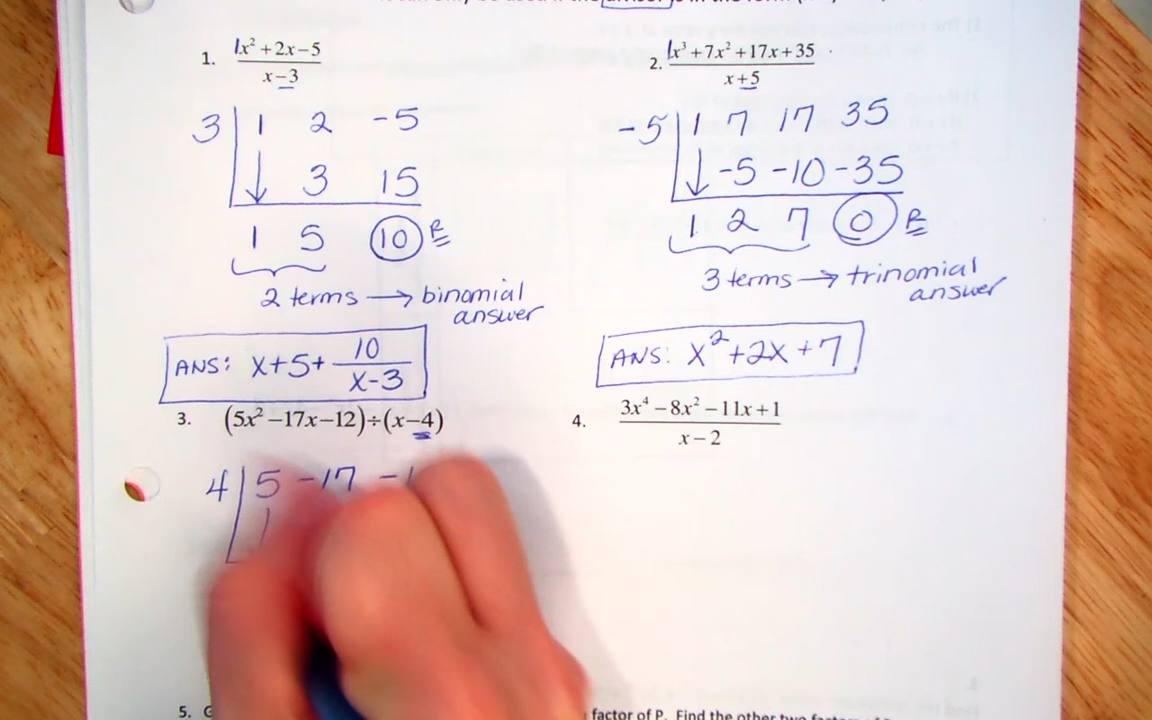 1. 1x² + 2x − 5
x − 3
3 1 2 -5
↓ 3 15
1 5 10 R
2 terms → binomial
answer
ANS: x+5+ 10
x-3
2. 1x³ + 7x² + 17x + 35
x + 5
-5 1 7 17 35
↓ -5 -10 -35
1 2 7 0 R
3 terms → trinomial
answer
ANS: x²+2x+7
3. (5x² − 17x − 12) ÷ (x − 4)
4 5 -17
4. 3x⁴ − 8x² − 11x + 1
x − 2
5. factor of P. Find the other two